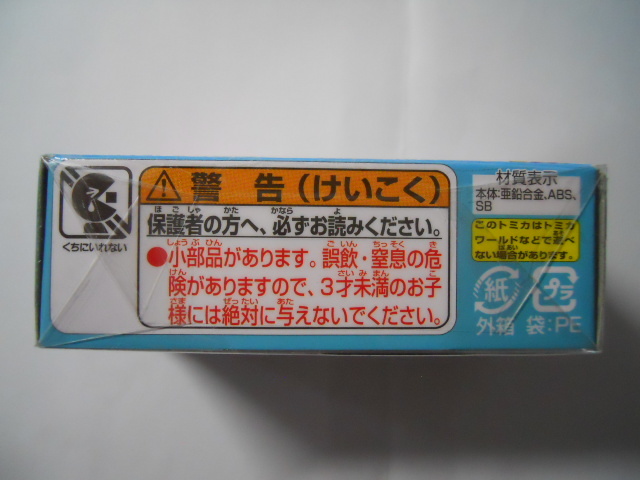 くちにいれない
警告（けいこく）
保護者の方へ、必ずお読みください。
●小部品があります。誤飲・窒息の危
険がありますので、3才未満のお子
様には絶対に与えないでください。
材質表示
本体:亜鉛合金、ABS、
SB
このトミカはトミカ
ワールドなどで遊べ
ない場合があります。
紙 プラ
外箱 袋:PE